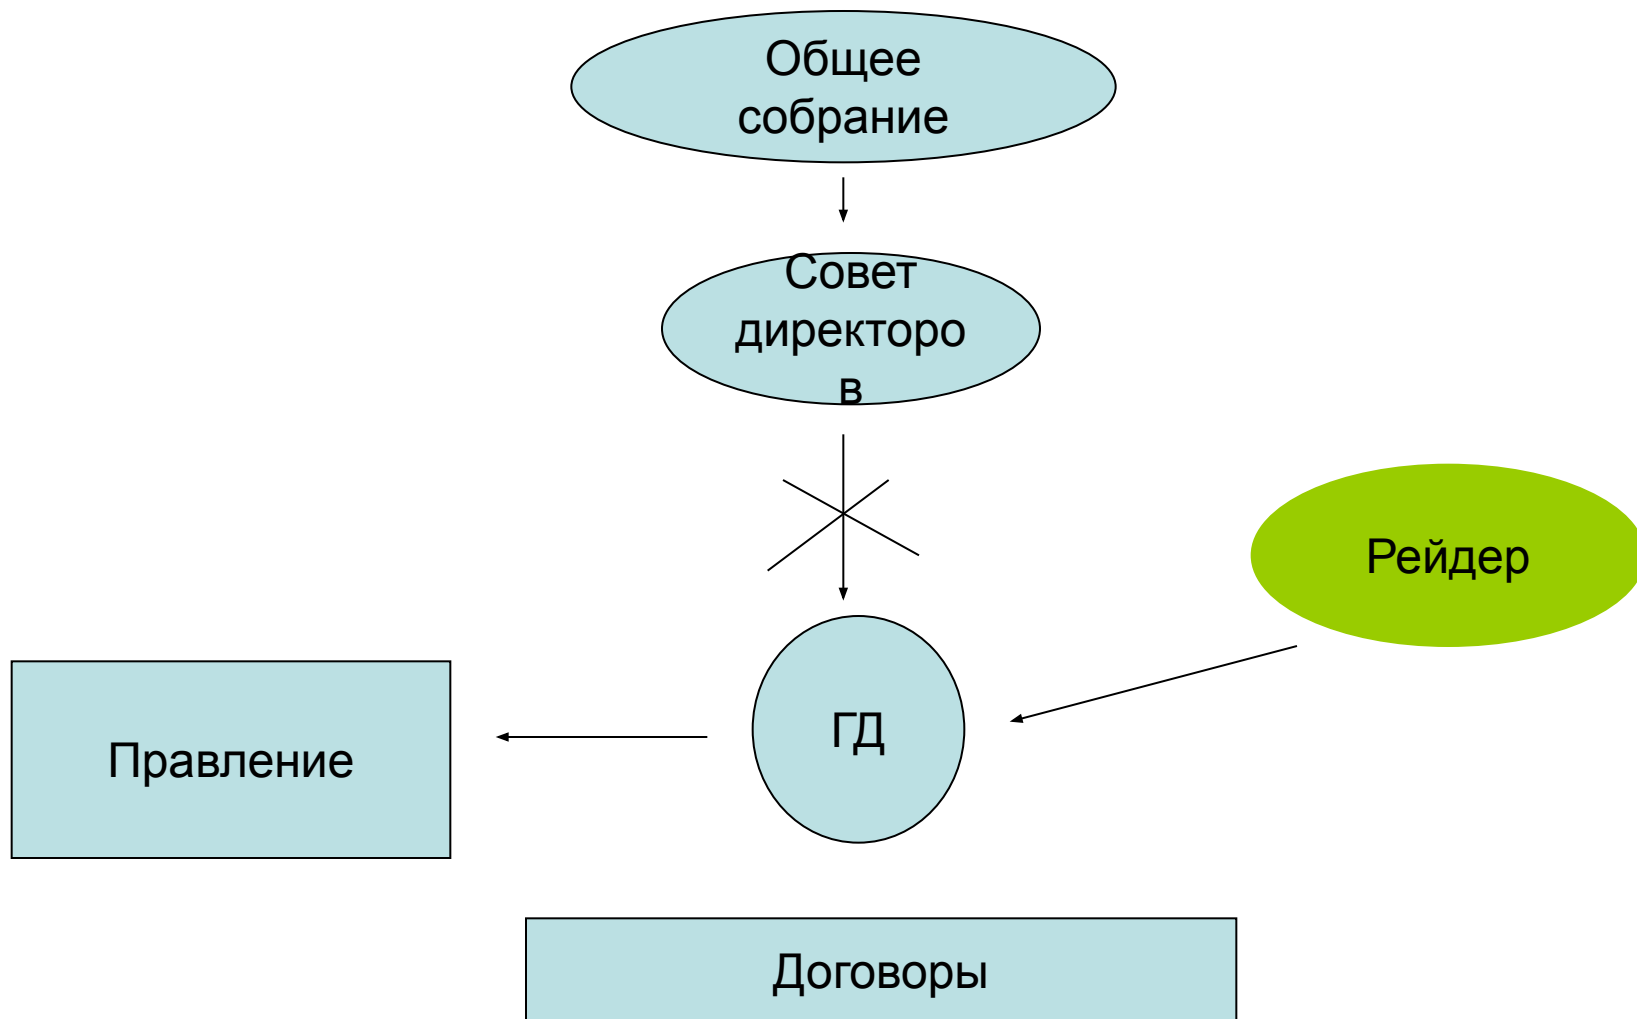 Общее
собрание
Совет
директоро
в
Рейдер
ГД
Правление
Договоры